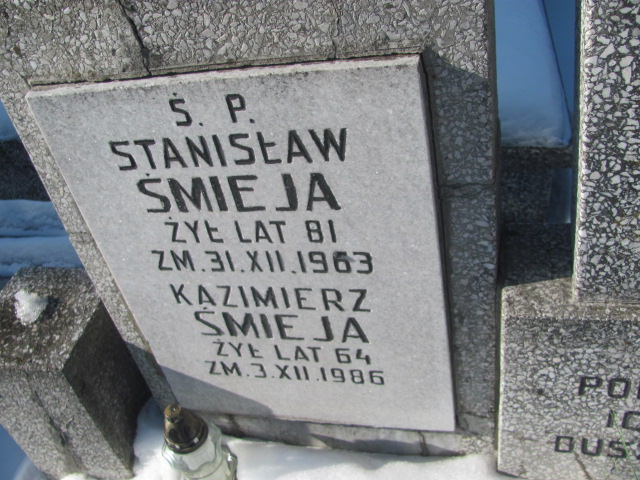 Ś. P.
STANISŁAW
ŚMIEJA
ŻYŁ LAT 81
ZM. 31. XII. 1963
KAZIMIERZ
ŚMIEJA
ŻYŁ LAT 64
ZM. 3. XII. 1986